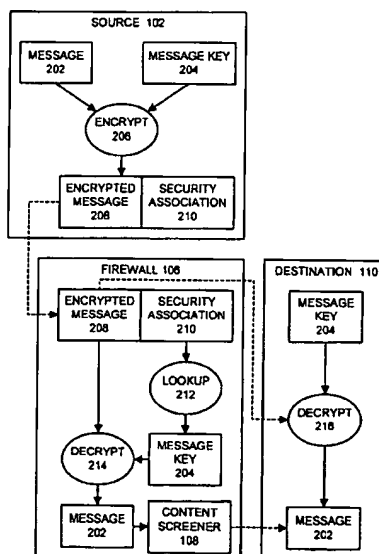 SOURCE 102
MESSAGE
202
MESSAGE KEY
204
ENCRYPT
206
ENCRYPTED
MESSAGE
208
SECURITY
ASSOCIATION
210
FIREWALL 106
ENCRYPTED
MESSAGE
208
SECURITY
ASSOCIATION
210
LOOKUP
212
DECRYPT
214
MESSAGE
KEY
204
MESSAGE
202
CONTENT
SCREENER
108
DESTINATION 110
MESSAGE
KEY
204
DECRYPT
216
MESSAGE
202